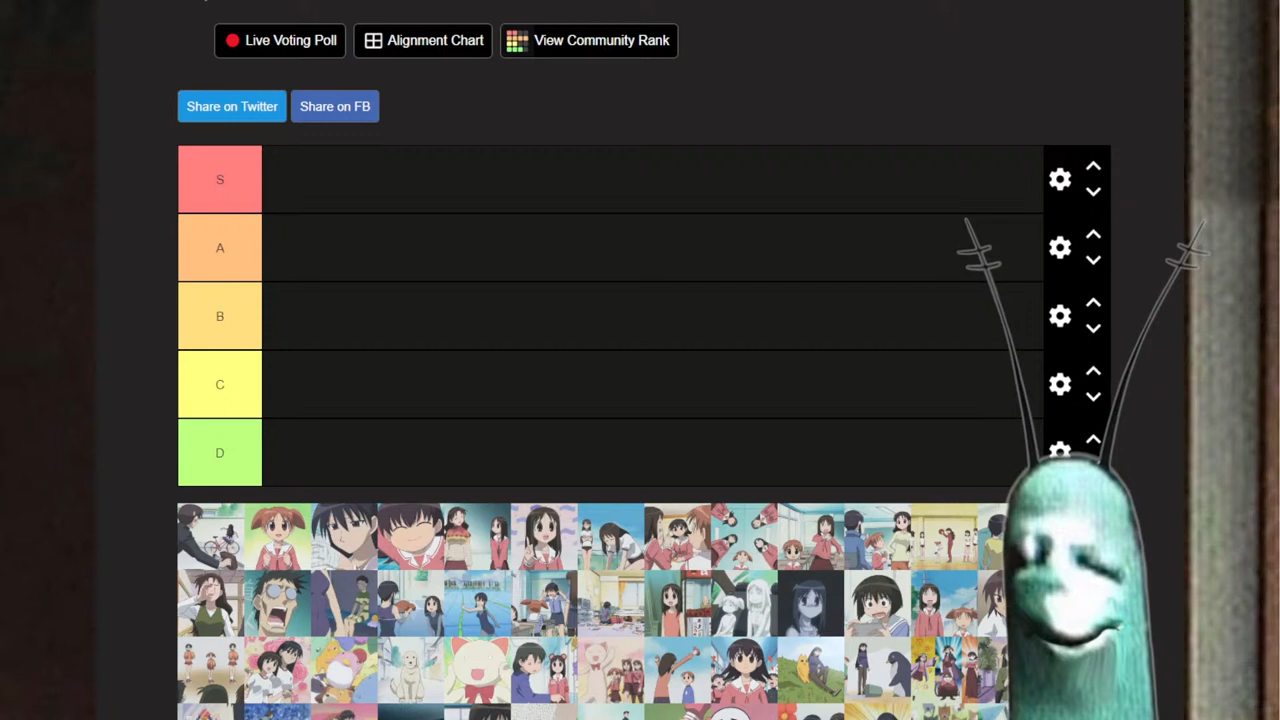 Live Voting Poll Alignment Chart View Community Rank
Share on Twitter Share on FB
S
A
B
C
D